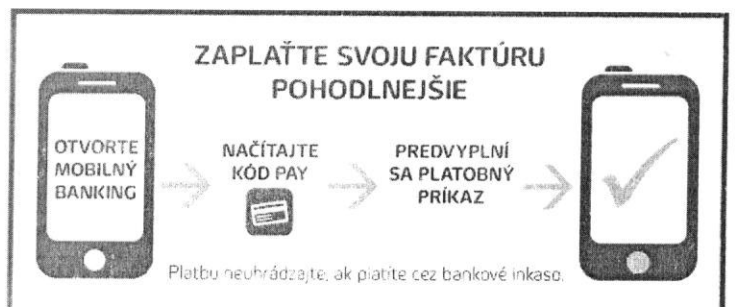 ZAPLAŤTE SVOJU FAKTÚRU
POHODLNEJŠIE
OTVORTE
MOBILNÝ
BANKING
NAČÍTAJTE
KÓD PAY
PREDVYPLNÍ
SA PLATOBNÝ
PRÍKAZ
Platbu neuhrádzajte, ak platíte cez bankové inkaso.